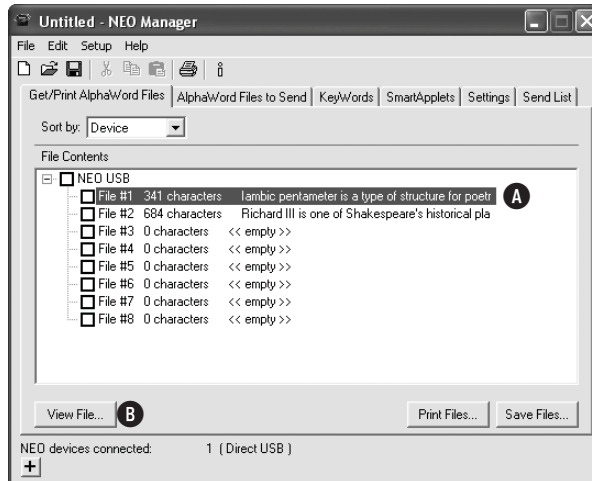 Untitled - NEO Manager
File Edit Setup Help
Get/Print AlphaWord Files AlphaWord Files to Send KeyWords SmartApplets Settings Send List
Sort by: Device
File Contents
NEO USB
File #1 341 characters Iambic pentameter is a type of structure for poetr A
File #2 684 characters Richard III is one of Shakespeare's historical pla
File #3 0 characters << empty >>
File #4 0 characters << empty >>
File #5 0 characters << empty >>
File #6 0 characters << empty >>
File #7 0 characters << empty >>
File #8 0 characters << empty >>
View File... B Print Files... Save Files...
NEO devices connected: 1 ( Direct USB )
+